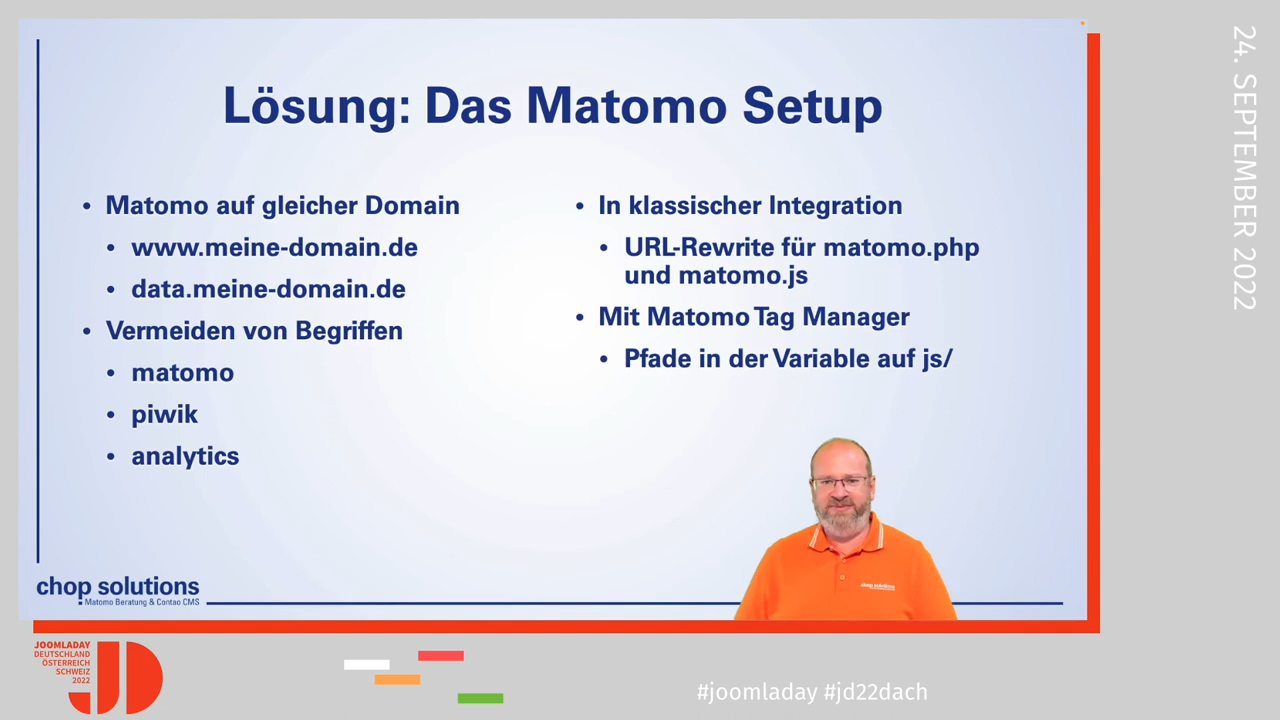 Lösung: Das Matomo Setup
• Matomo auf gleicher Domain
• www.meine-domain.de
• data.meine-domain.de
• Vermeiden von Begriffen
• matomo
• piwik
• analytics
• In klassischer Integration
• URL-Rewrite für matomo.php
und matomo.js
• Mit Matomo Tag Manager
• Pfade in der Variable auf js/
chop solutions
chop solutions
Matomo Beratung & Contao CMS
24. SEPTEMBER 2022
JOOMLADAY
DEUTSCHLAND
ÖSTERREICH
SCHWEIZ
2022
JD
#joomladay #jd22dach